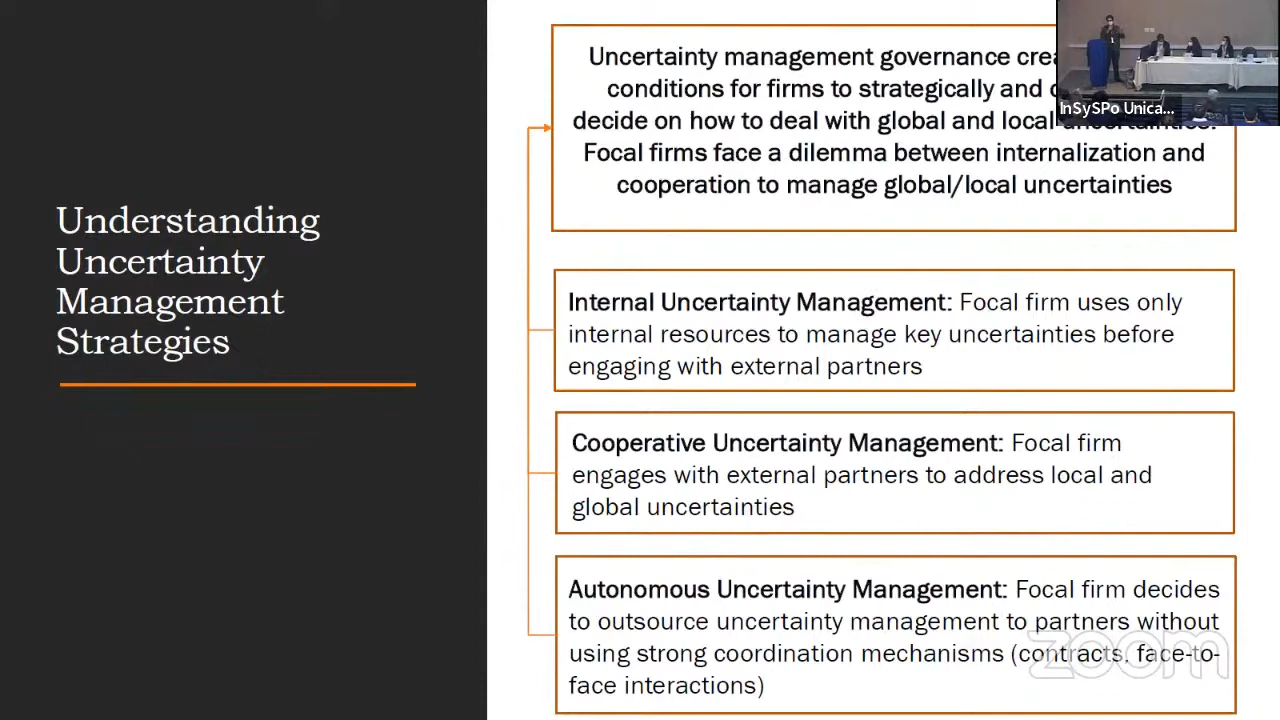 Understanding
Uncertainty
Management
Strategies
Uncertainty management governance
conditions for firms to strategically and
decide on how to deal with global and local uncertainties.
Focal firms face a dilemma between internalization and
cooperation to manage global/local uncertainties
Internal Uncertainty Management: Focal firm uses only
internal resources to manage key uncertainties before
engaging with external partners
Cooperative Uncertainty Management: Focal firm
engages with external partners to address local and
global uncertainties
Autonomous Uncertainty Management: Focal firm decides
to outsource uncertainty management to partners without
using strong coordination mechanisms (contracts, face-to-
face interactions)
InSySPo Unica...
zoom